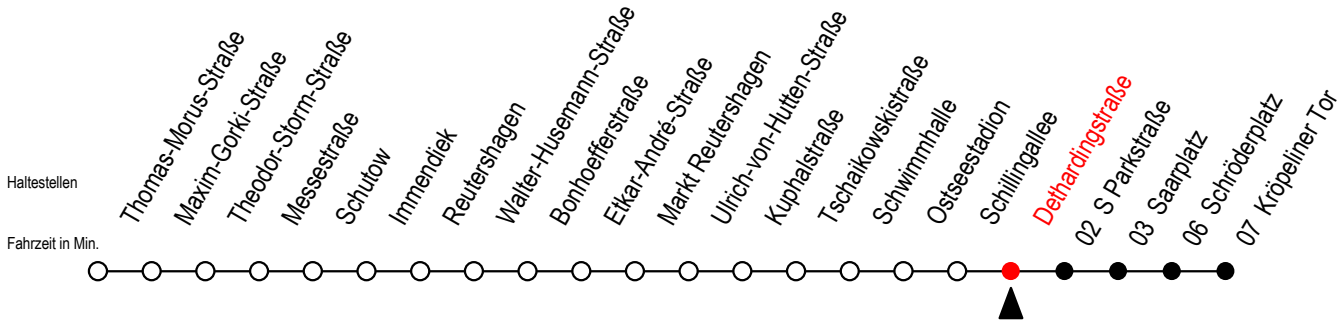 Haltestellen
Fahrzeit in Min.
Thomas-Morus-Straße
Maxim-Gorki-Straße
Theodor-Storm-Straße
Messestraße
Schutow
Immendiek
Reutershagen
Walter-Husemann-Straße
Bonhoefferstraße
Etkar-André-Straße
Markt Reutershagen
Ulrich-von-Hutten-Straße
Kuphalstraße
Tschaikowskistraße
Schwimmhalle
Ostseestadion
Schillingallee
Dethardingstraße
02 S Parkstraße
03 Saarplatz
06 Schröderplatz
07 Kröpeliner Tor